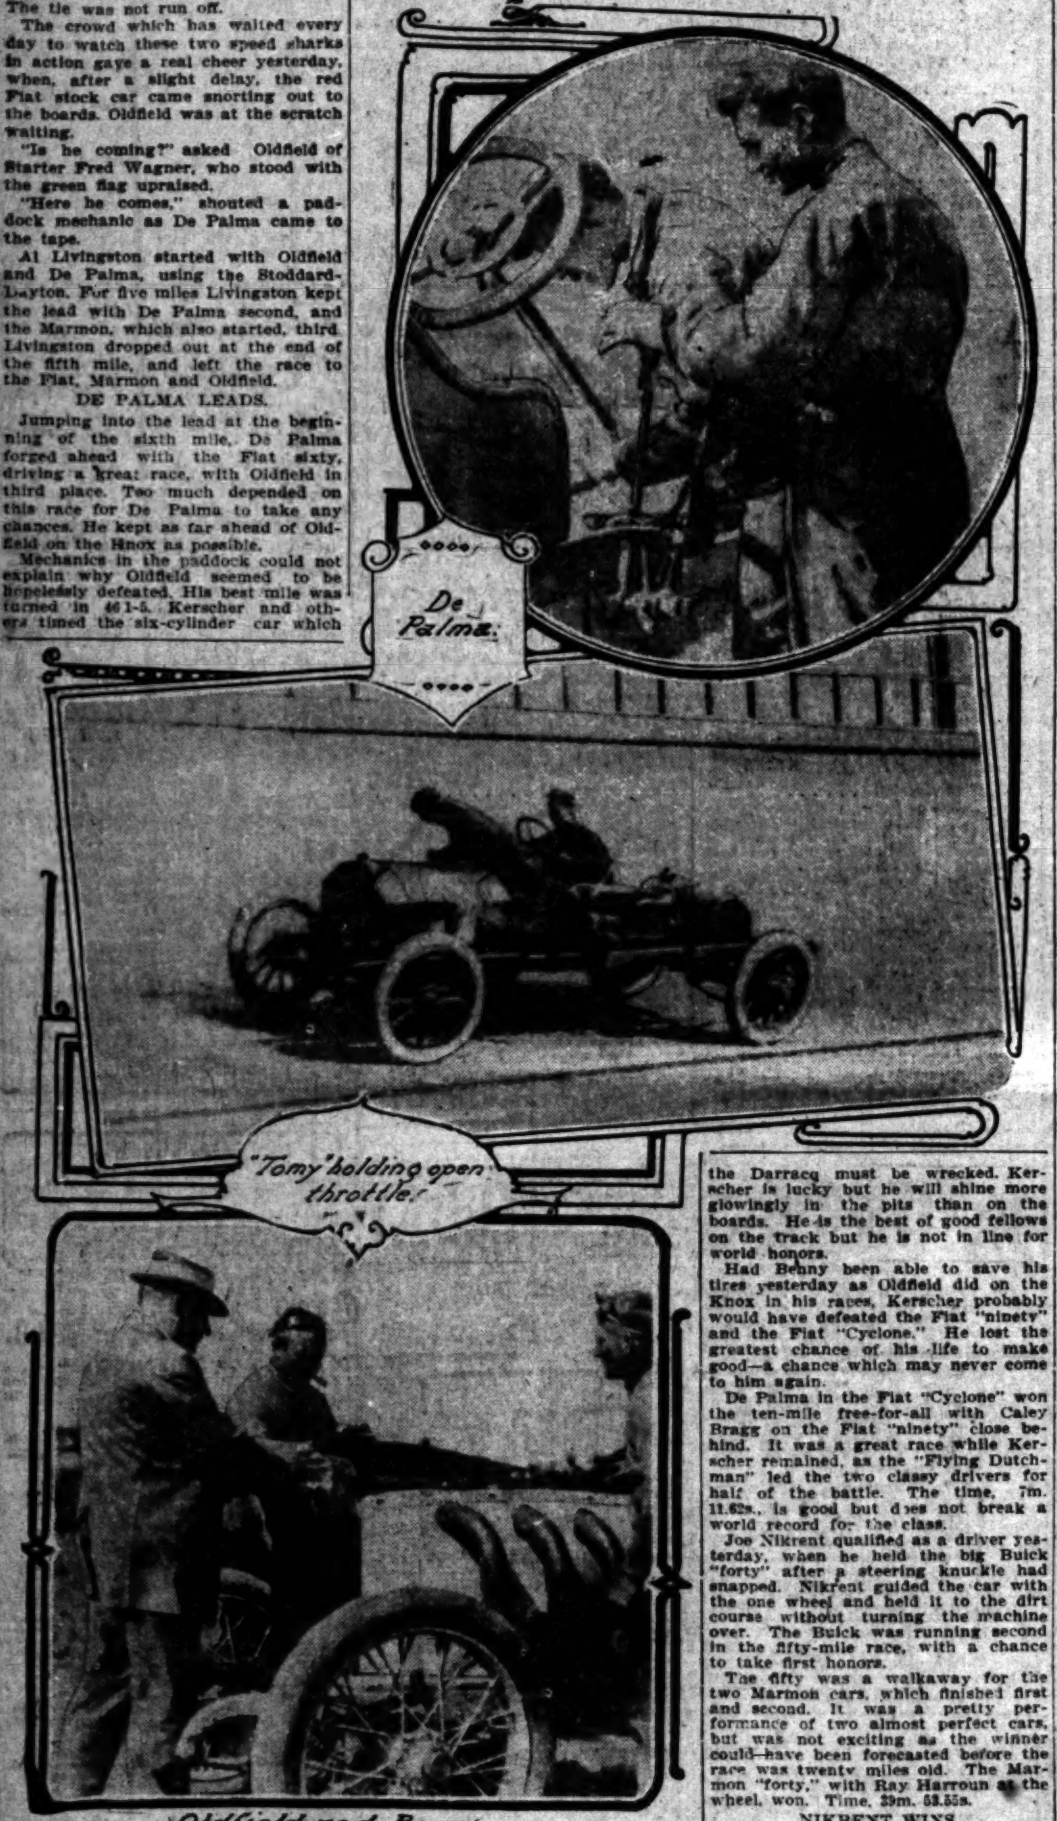 The tie was not run off.
The crowd which has waited every
day to watch these two speed sharks
in action gave a real cheer yesterday,
when, after a slight delay, the red
Fiat stock car came snorting out to
the boards. Oldfield was at the scratch
waiting.
"Is he coming?" asked Oldfield of
Starter Fred Wagner, who stood with
the green flag upraised.
"Here he comes," shouted a pad-
dock mechanic as De Palma came to
the tape.
Al Livingston started with Oldfield
and De Palma, using the Stoddard-
Dayton. For five miles Livingston kept
the lead with De Palma second, and
the Marmon, which also started, third.
Livingston dropped out at the end of
the fifth mile, and left the race to
the Fiat, Marmon and Oldfield.
DE PALMA LEADS.
Jumping into the lead at the begin-
ning of the sixth mile, De Palma
forged ahead with the Fiat sixty,
driving a great race, with Oldfield in
third place. Too much depended on
this race for De Palma to take any
chances. He kept as far ahead of Old-
field on the Knox as possible.
Mechanics in the paddock could not
explain why Oldfield seemed to be
hopelessly defeated. His best mile was
turned in 46 1-5. Kerscher and oth-
ers timed the six-cylinder car which
De
Palma.
"Tomy" holding open
throttle.
the Darracq must be wrecked. Ker-
scher is lucky but he will shine more
glowingly in the pits than on the
boards. He is the best of good fellows
on the track but he is not in line for
world honors.
Had Benny been able to save his
tires yesterday as Oldfield did on the
Knox in his races, Kerscher probably
would have defeated the Fiat "ninety"
and the Fiat "Cyclone." He lost the
greatest chance of his life to make
good—a chance which may never come
to him again.
De Palma in the Fiat "Cyclone" won
the ten-mile free-for-all with Caley
Bragg on the Fiat "ninety" close be-
hind. It was a great race while Ker-
scher remained, as the "Flying Dutch-
man" led the two classy drivers for
half of the battle. The time, 7m.
11.62s., is good but does not break a
world record for the class.
Joe Nikrent qualified as a driver yes-
terday, when he held the big Buick
"forty" after a steering knuckle had
snapped. Nikrent guided the car with
the one wheel and held it to the dirt
course without turning the machine
over. The Buick was running second
in the fifty-mile race, with a chance
to take first honors.
The fifty was a walkaway for the
two Marmon cars, which finished first
and second. It was a pretty per-
formance of two almost perfect cars,
but was not exciting as the winner
could have been forecasted before the
race was twenty miles old. The Mar-
mon "forty," with Ray Harroun at the
wheel, won. Time, 39m. 53.55s.
NIKRENT WINS
Oldfield and